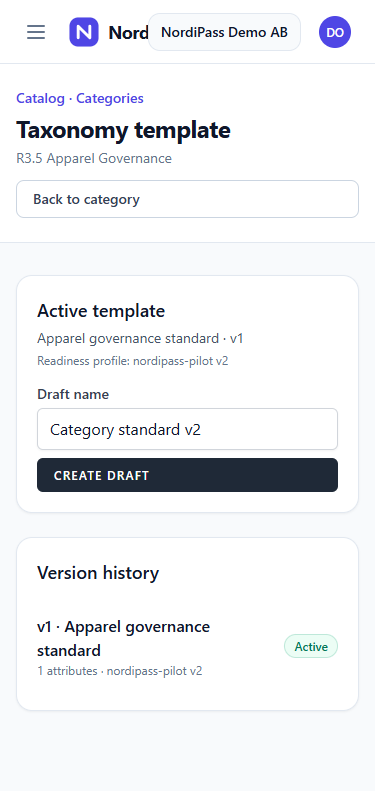 Nord
NordiPass Demo AB
DO
Catalog · Categories
Taxonomy template
R3.5 Apparel Governance
Back to category
Active template
Apparel governance standard · v1
Readiness profile: nordipass-pilot v2
Draft name
Category standard v2
CREATE DRAFT
Version history
v1 · Apparel governance
standard
Active
1 attributes · nordipass-pilot v2